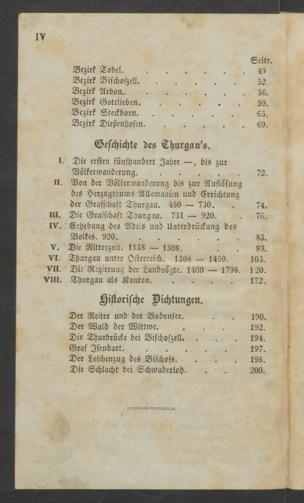 IV
Seite.
Bezirk Tobel. . . . . . . 49
Bezirk Bischofszell. . . . . . 52
Bezirk Arbon. . . . . . . 56.
Bezirk Gottlieben. . . . . . 59.
Bezirk Steckborn. . . . . . 65.
Bezirk Dießenhofen. . . . . . 69.
Geschichte des Thurgau's.
I. Die ersten fünfhundert Jahre —, bis zur
Völkerwanderung. . . . . . 72.
II. Von der Völkerwanderung bis zur Auflösung
des Herzogthums Allemanien und Errichtung
der Grafschaft Thurgau. 450 — 730. . . 74.
III. Die Grafschaft Thurgau. 731 — 920. . . 76.
IV. Erhebung des Adels und Unterdrückung des
Volkes. 920. . . . . . . 83.
V. Die Ritterzeit. 1138 — 1308. . . . 89.
VI. Thurgau unter Österreich. 1308 — 1460. . 103.
VII. Die Regierung der Landvögte. 1460 — 1798. 120.
VIII. Thurgau als Kanton. . . . . . 172.
Historische Dichtungen.
Der Reiter und der Bodensee. . . . 190.
Der Wald der Wittwe. . . . . 192.
Die Thurbrücke bei Bischofszell. . . . 194.
Graf Isenbart. . . . . . 197.
Der Leichenzug des Bischofs. . . . 198.
Die Schlacht bei Schwaderloh. . . . 200.